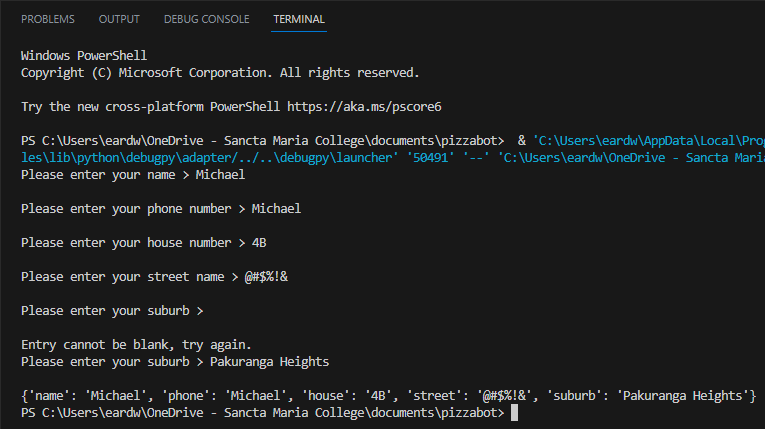 PROBLEMS OUTPUT DEBUG CONSOLE TERMINAL
Windows PowerShell
Copyright (C) Microsoft Corporation. All rights reserved.
Try the new cross-platform PowerShell https://aka.ms/pscore6
PS C:\Users\eardw\OneDrive - Sancta Maria College\documents\pizzabot>  & 'C:\Users\eardw\AppData\Local\Prog
les\lib\python\debugpy\adapter/../..\debugpy\launcher' '50491' '--' 'C:\Users\eardw\OneDrive - Sancta Maria
Please enter your name > Michael
Please enter your phone number > Michael
Please enter your house number > 4B
Please enter your street name > @#$%!&
Please enter your suburb >
Entry cannot be blank, try again.
Please enter your suburb > Pakuranga Heights
{'name': 'Michael', 'phone': 'Michael', 'house': '4B', 'street': '@#$%!&', 'suburb': 'Pakuranga Heights'}
PS C:\Users\eardw\OneDrive - Sancta Maria College\documents\pizzabot>